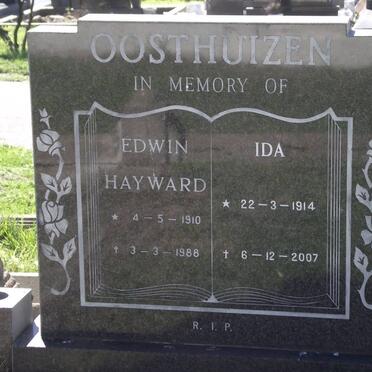 OOSTHUIZEN
IN MEMORY OF
EDWIN
HAYWARD
★ 4-5-1910
† 3-3-1988
IDA
★ 22-3-1914
† 6-12-2007
R. I. P.